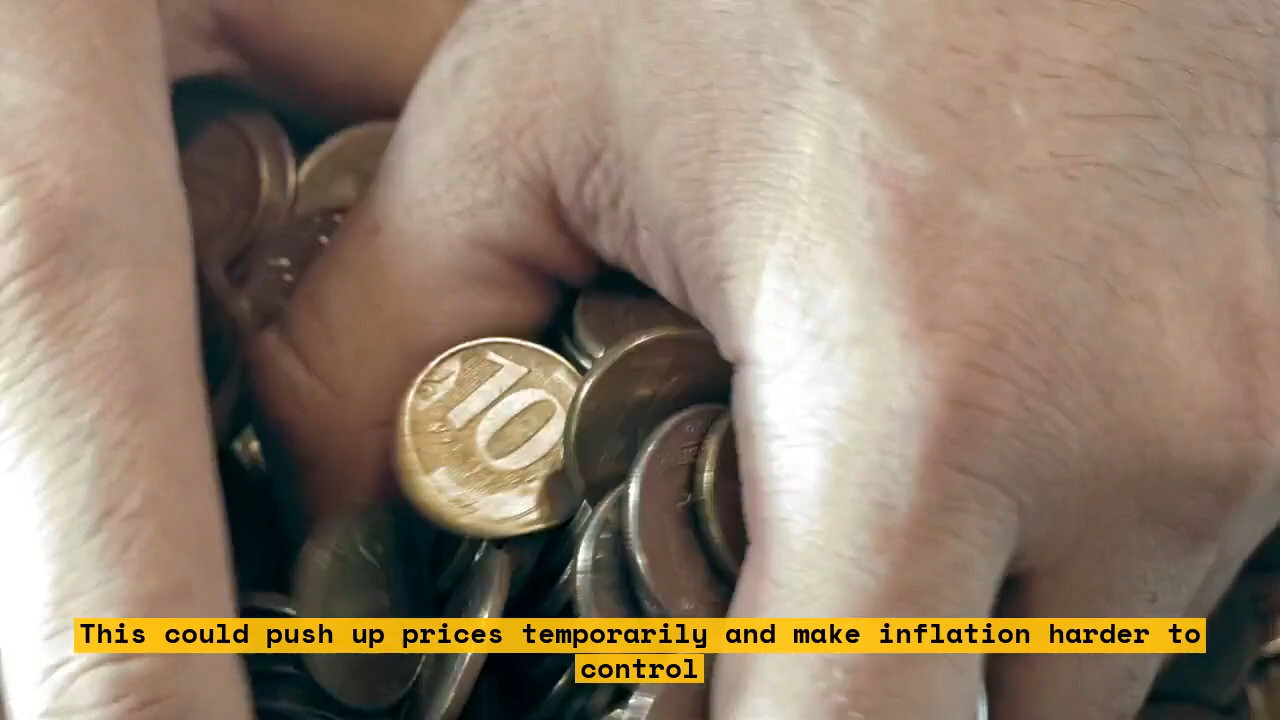 10
This could push up prices temporarily and make inflation harder to
control